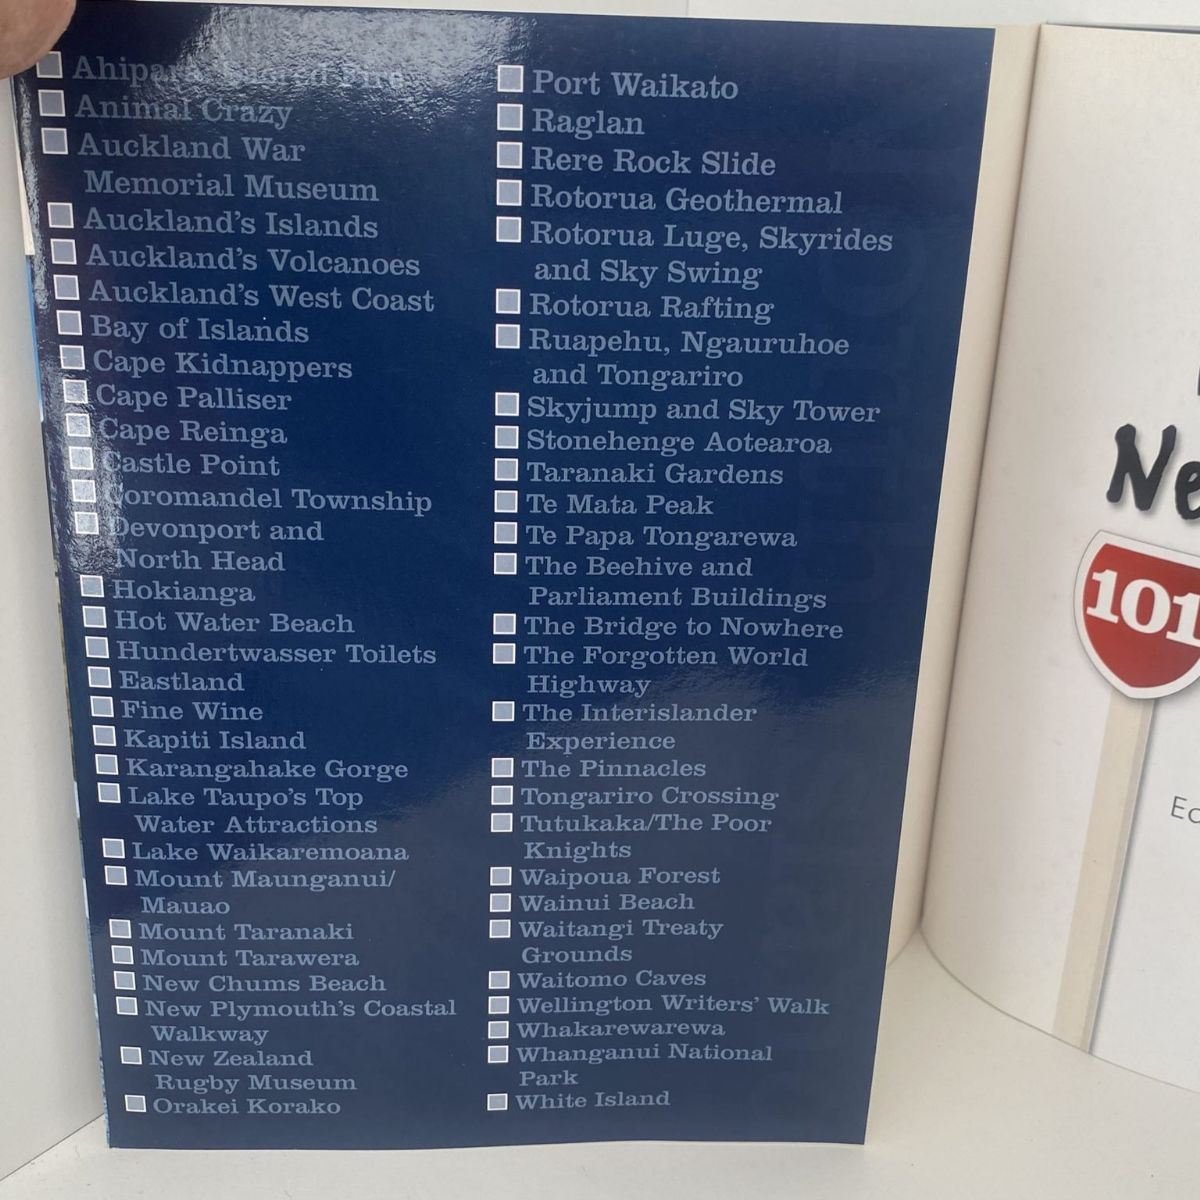 Ahipara Sacred Fire
Animal Crazy
Auckland War
Memorial Museum
Auckland's Islands
Auckland's Volcanoes
Auckland's West Coast
Bay of Islands
Cape Kidnappers
Cape Palliser
Cape Reinga
Castle Point
Coromandel Township
Devonport and
North Head
Hokianga
Hot Water Beach
Hundertwasser Toilets
Eastland
Fine Wine
Kapiti Island
Karangahake Gorge
Lake Taupo's Top
Water Attractions
Lake Waikaremoana
Mount Maunganui/
Mauao
Mount Taranaki
Mount Tarawera
New Chums Beach
New Plymouth's Coastal
Walkway
New Zealand
Rugby Museum
Orakei Korako
Port Waikato
Raglan
Rere Rock Slide
Rotorua Geothermal
Rotorua Luge, Skyrides
and Sky Swing
Rotorua Rafting
Ruapehu, Ngauruhoe
and Tongariro
Skyjump and Sky Tower
Stonehenge Aotearoa
Taranaki Gardens
Te Mata Peak
Te Papa Tongarewa
The Beehive and
Parliament Buildings
The Bridge to Nowhere
The Forgotten World
Highway
The Interislander
Experience
The Pinnacles
Tongariro Crossing
Tutukaka/The Poor
Knights
Waipoua Forest
Wainui Beach
Waitangi Treaty
Grounds
Waitomo Caves
Wellington Writers' Walk
Whakarewarewa
Whanganui National
Park
White Island
Ne
101